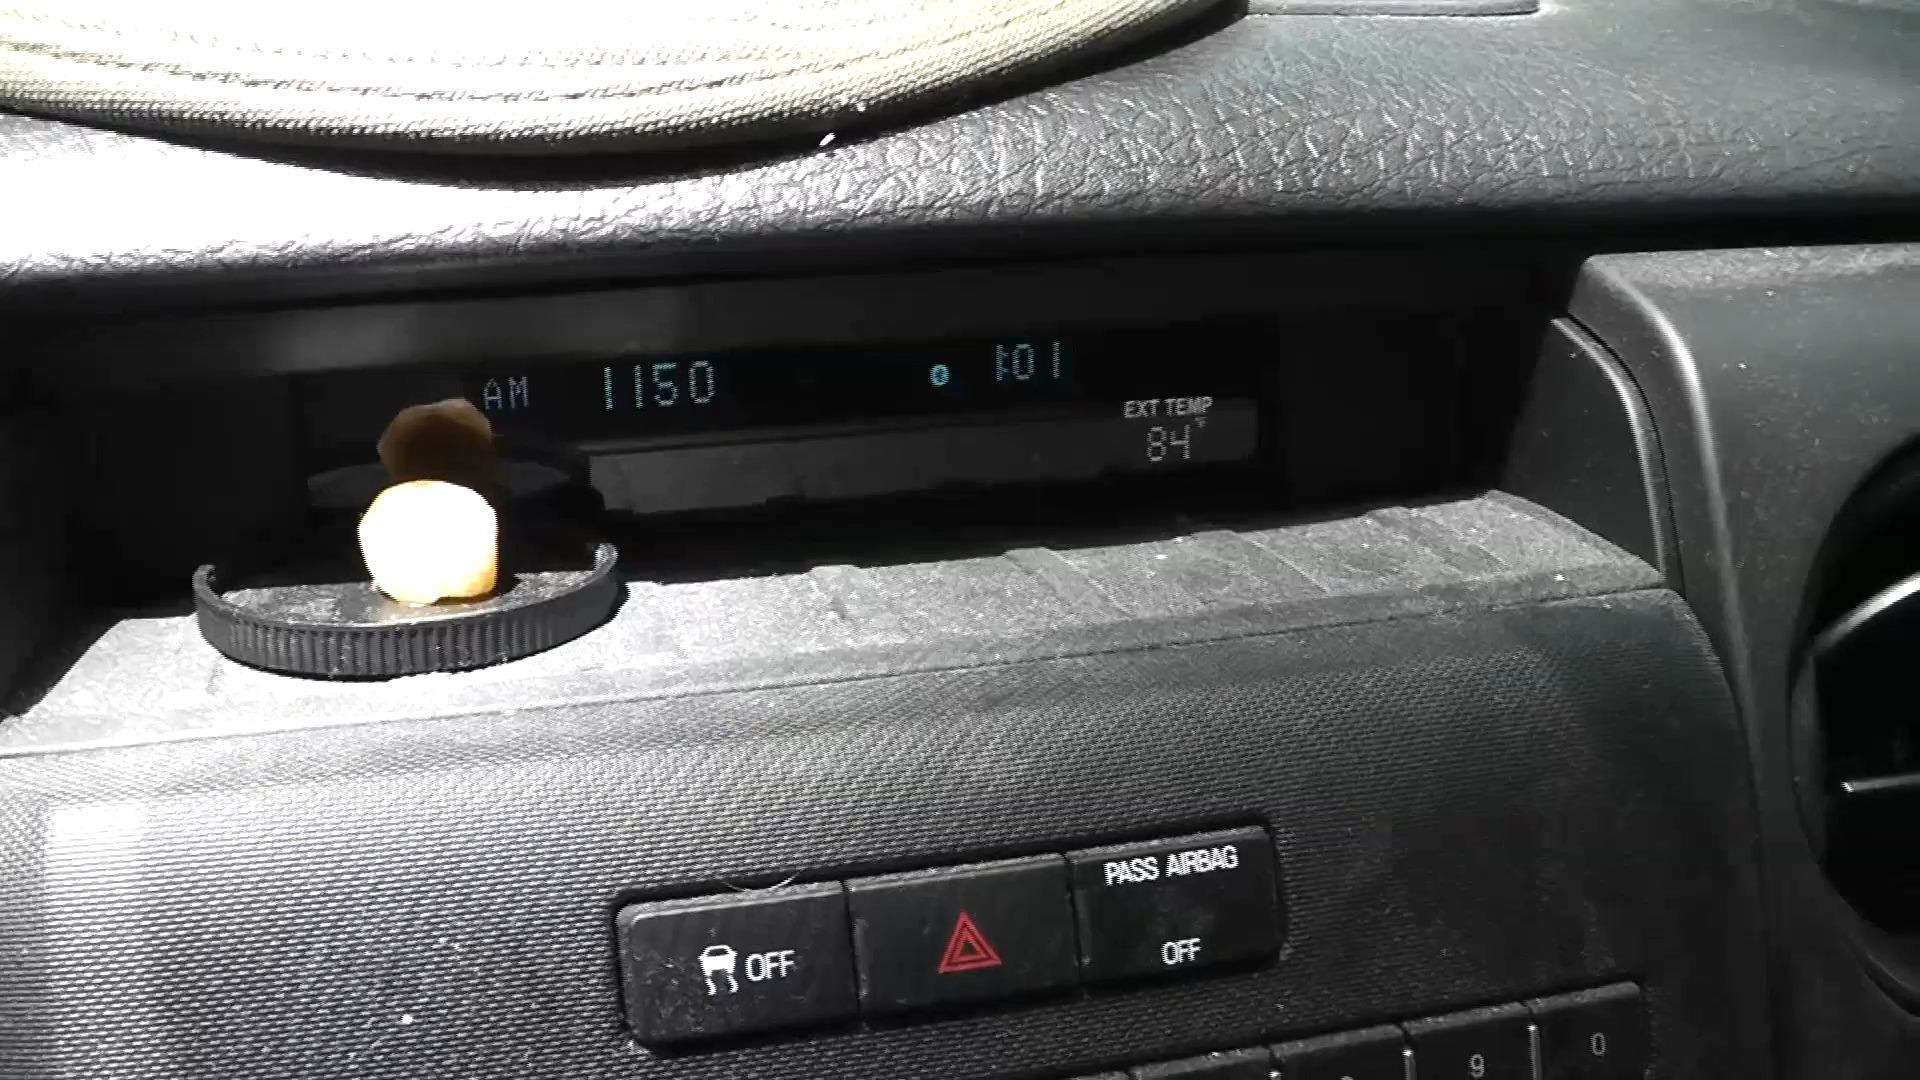 AM 1150 1:01
EXT TEMP
84°F
PASS AIRBAG
OFF OFF
9 0